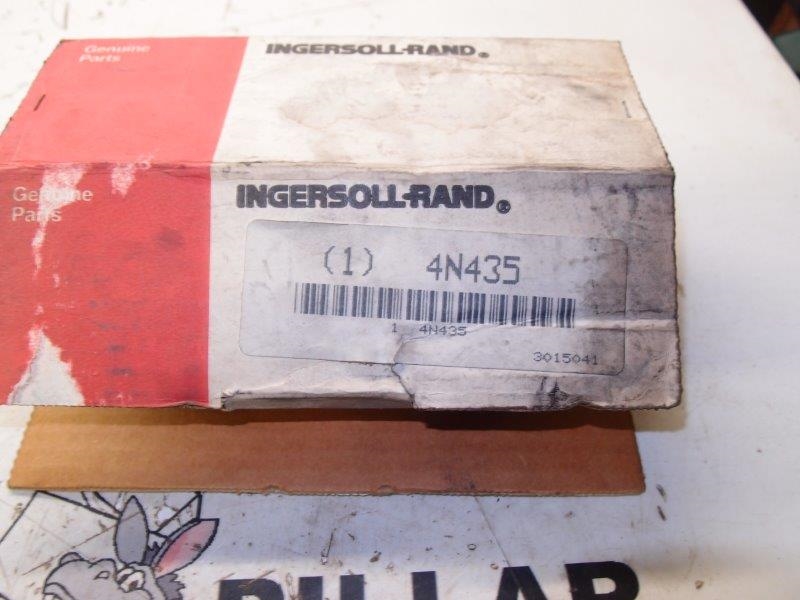 Genuine
Parts
INGERSOLL-RAND®
Genuine
Parts
INGERSOLL-RAND®
(1) 4N435
1 4N435
3015041